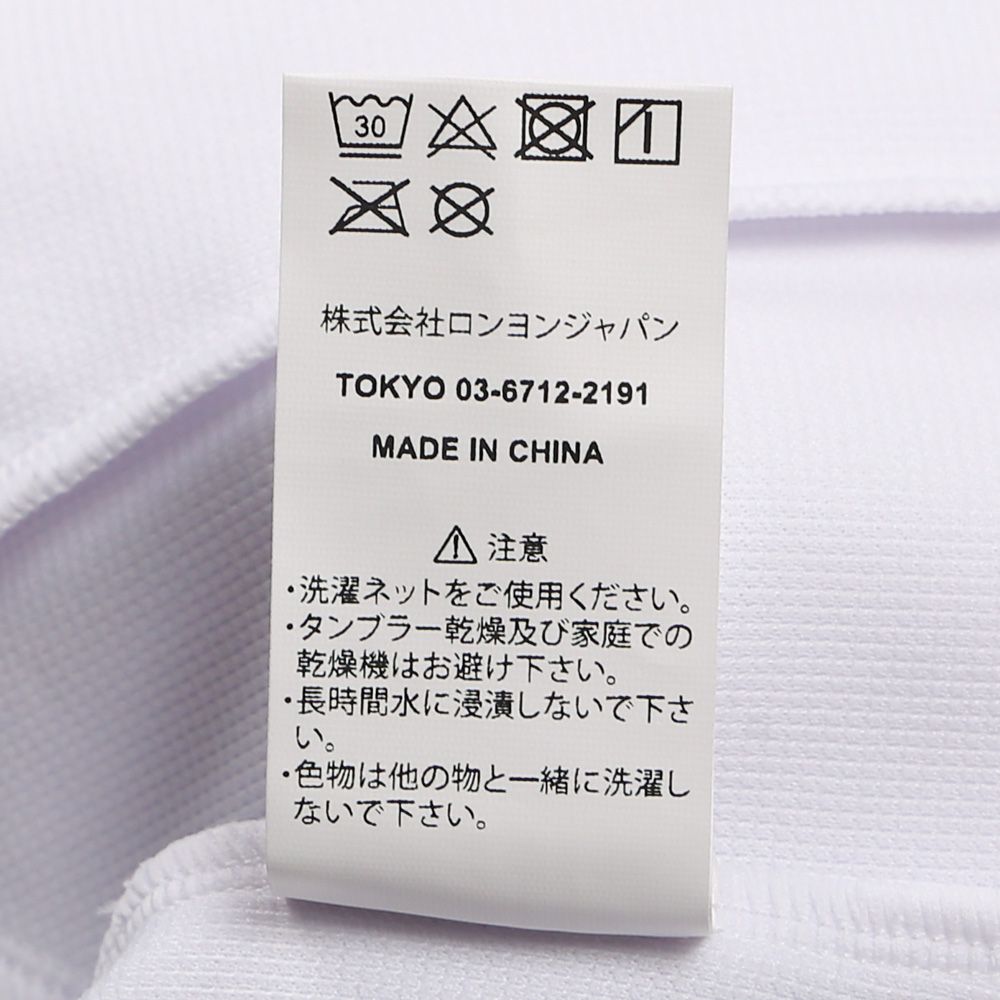 30
株式会社ロンヨンジャパン
TOKYO 03-6712-2191
MADE IN CHINA
注意
・洗濯ネットをご使用ください。
・タンブラー乾燥及び家庭での
乾燥機はお避け下さい。
・長時間水に浸漬しないで下さ
い。
・色物は他の物と一緒に洗濯し
ないで下さい。